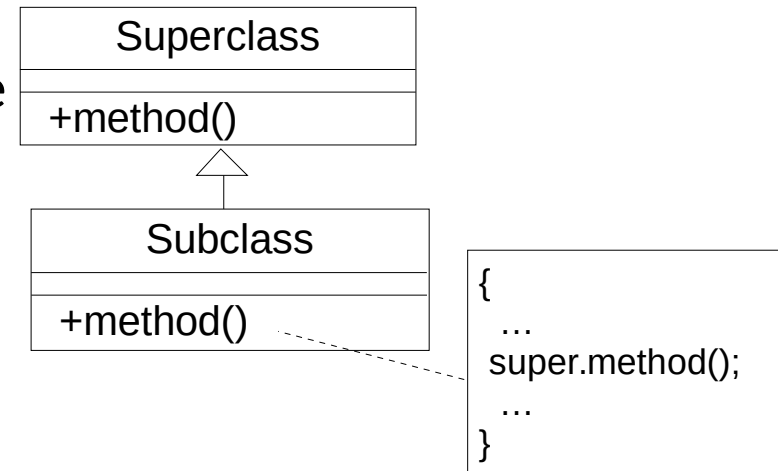 Superclass
e
+method()
Subclass
+method()
{
…
super.method();
…
}